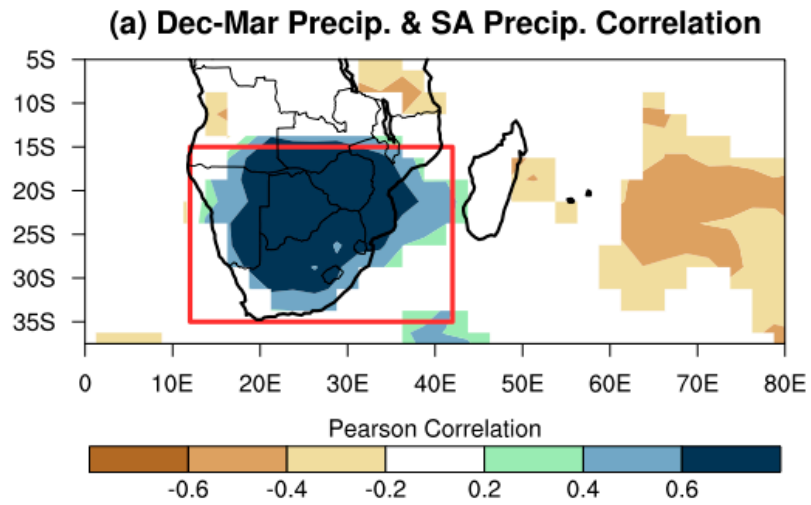 (a) Dec-Mar Precip. & SA Precip. Correlation
5S
10S
15S
20S
25S
30S
35S
0 10E 20E 30E 40E 50E 60E 70E 80E
Pearson Correlation
-0.6 -0.4 -0.2 0.2 0.4 0.6